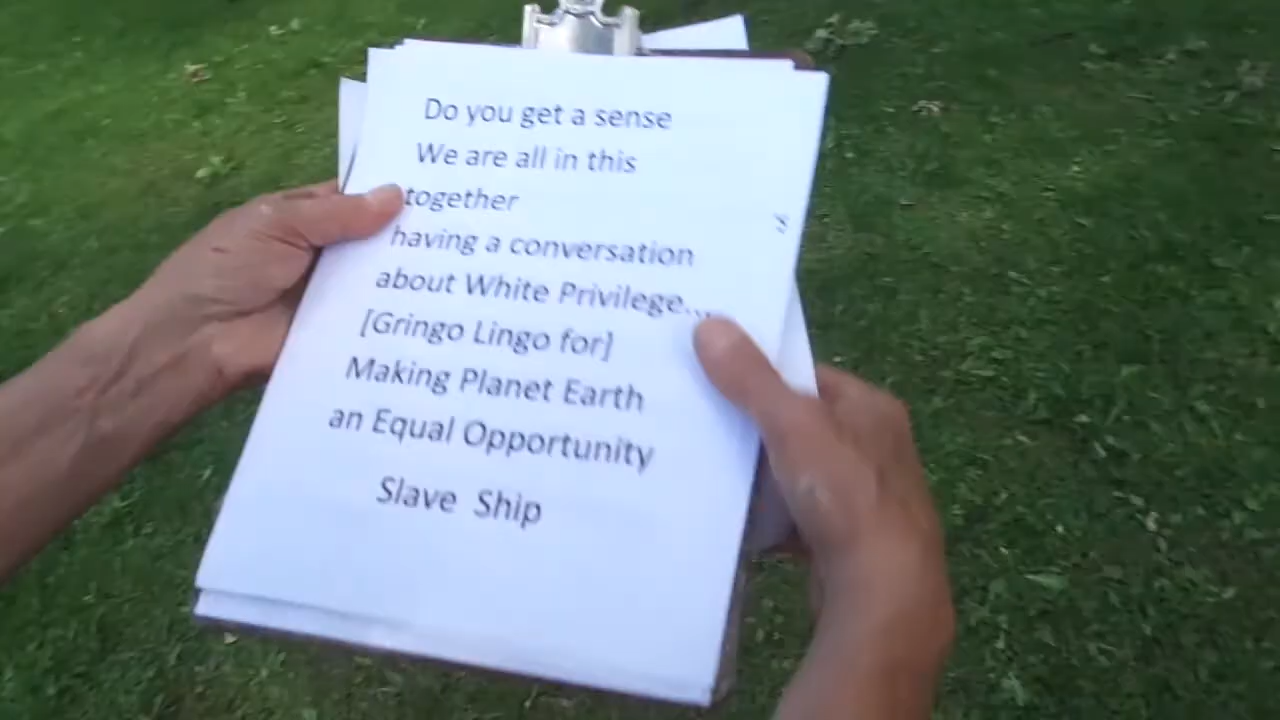 Do you get a sense
We are all in this
together
having a conversation
about White Privilege...
[Gringo Lingo for]
Making Planet Earth
an Equal Opportunity
Slave Ship